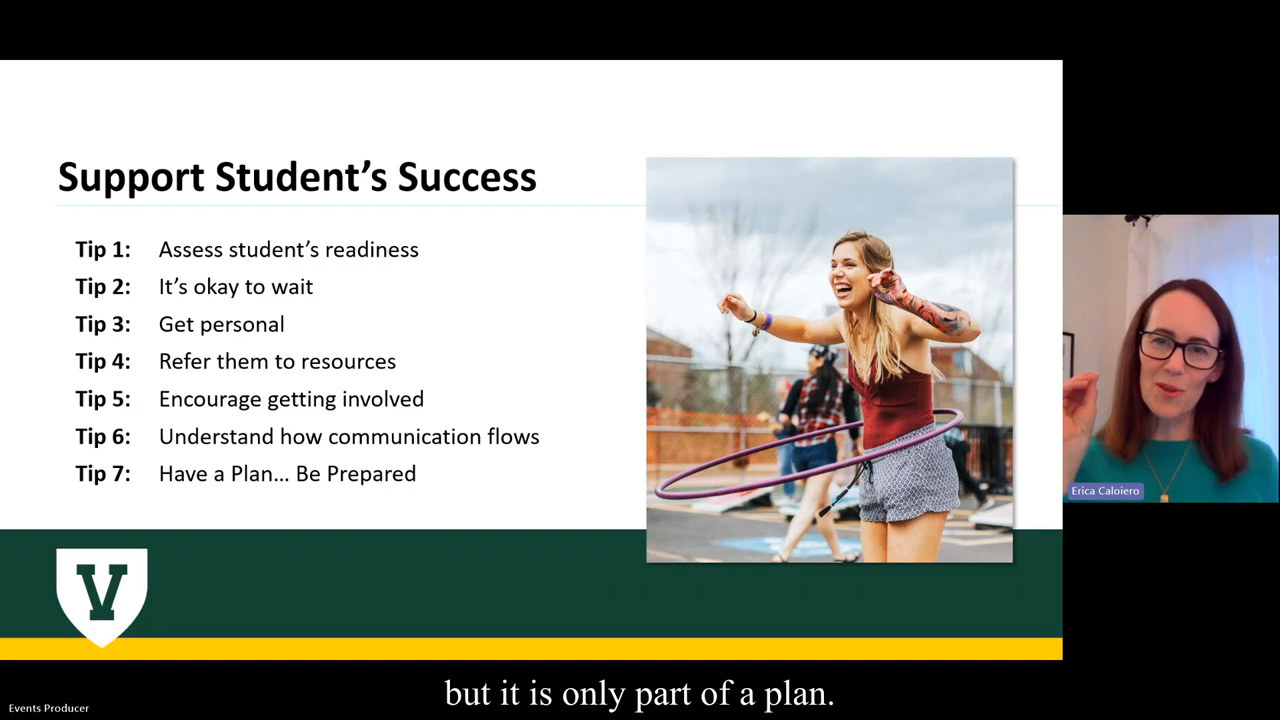 Support Student’s Success
Tip 1: Assess student’s readiness
Tip 2: It’s okay to wait
Tip 3: Get personal
Tip 4: Refer them to resources
Tip 5: Encourage getting involved
Tip 6: Understand how communication flows
Tip 7: Have a Plan... Be Prepared
V
Erica Caloiero
but it is only part of a plan.
Events Producer